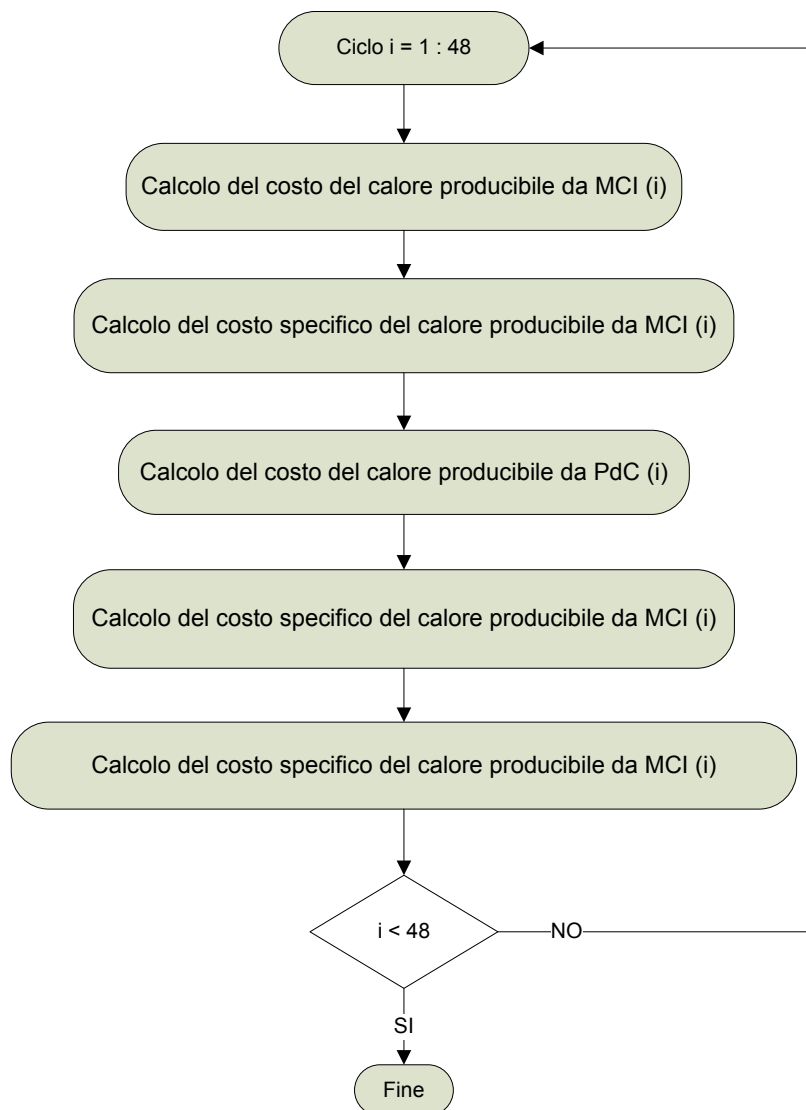 Ciclo i = 1 : 48
Calcolo del costo del calore producibile da MCI (i)
Calcolo del costo specifico del calore producibile da MCI (i)
Calcolo del costo del calore producibile da PdC (i)
Calcolo del costo specifico del calore producibile da MCI (i)
Calcolo del costo specifico del calore producibile da MCI (i)
i < 48
NO
SI
Fine